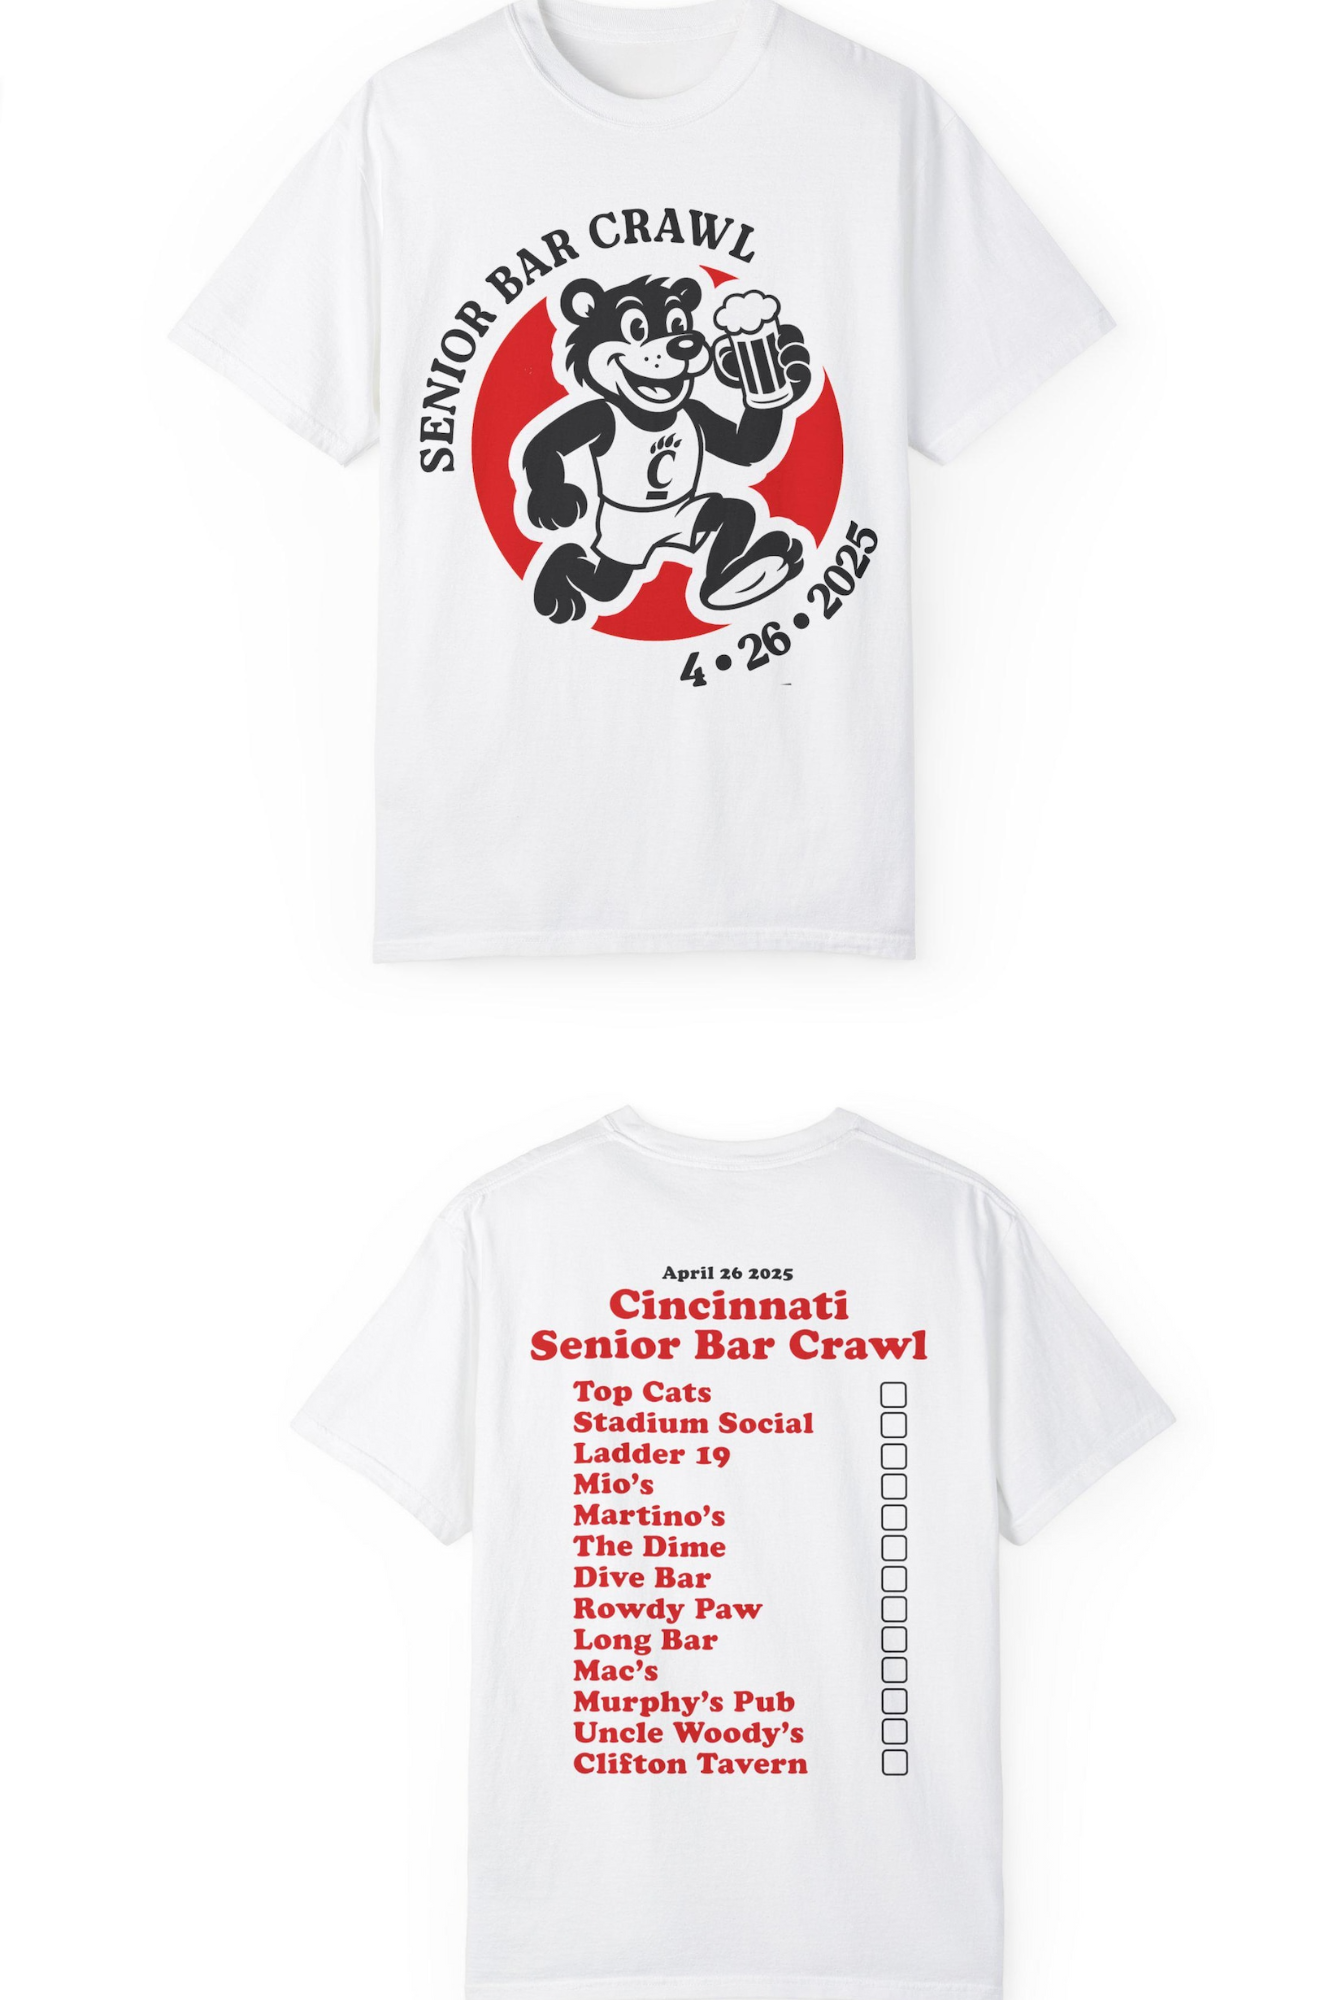 SENIOR BAR CRAWL
C
4•26•2025
April 26 2025
Cincinnati
Senior Bar Crawl
Top Cats
Stadium Social
Ladder 19
Mio’s
Martino’s
The Dime
Dive Bar
Rowdy Paw
Long Bar
Mac’s
Murphy’s Pub
Uncle Woody’s
Clifton Tavern